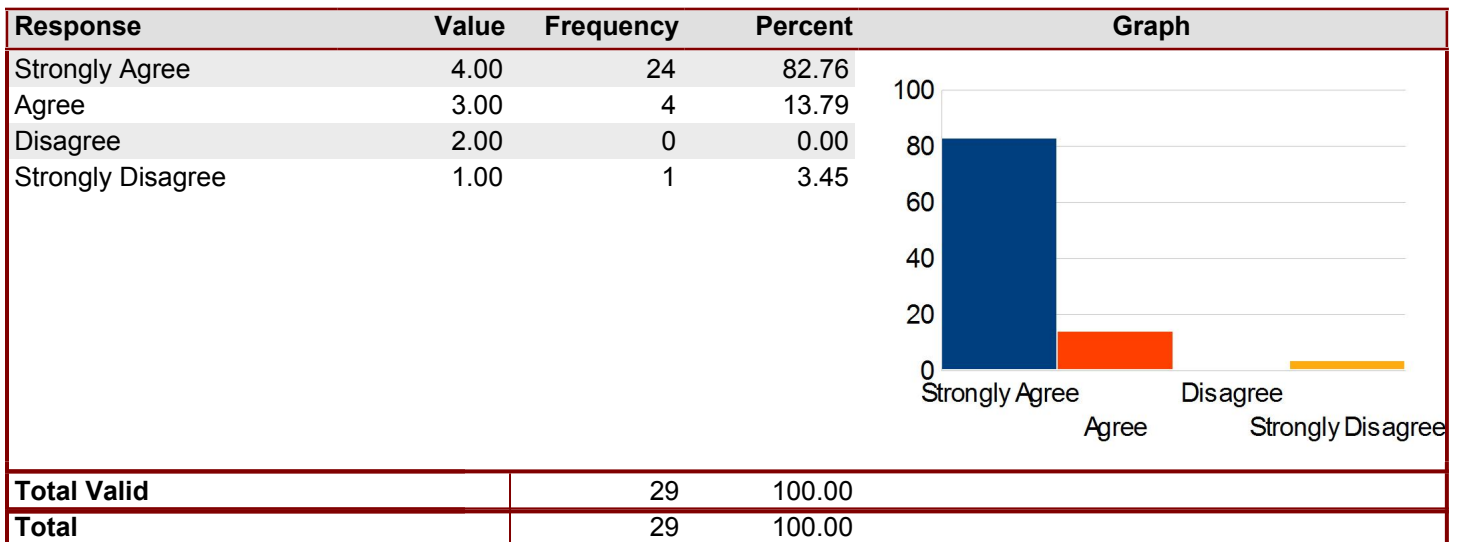 Response Value Frequency Percent Graph
Strongly Agree 4.00 24 82.76
Agree 3.00 4 13.79
Disagree 2.00 0 0.00
Strongly Disagree 1.00 1 3.45
100
80
60
40
20
0
Strongly Agree Disagree
Agree Strongly Disagree
Total Valid 29 100.00
Total 29 100.00